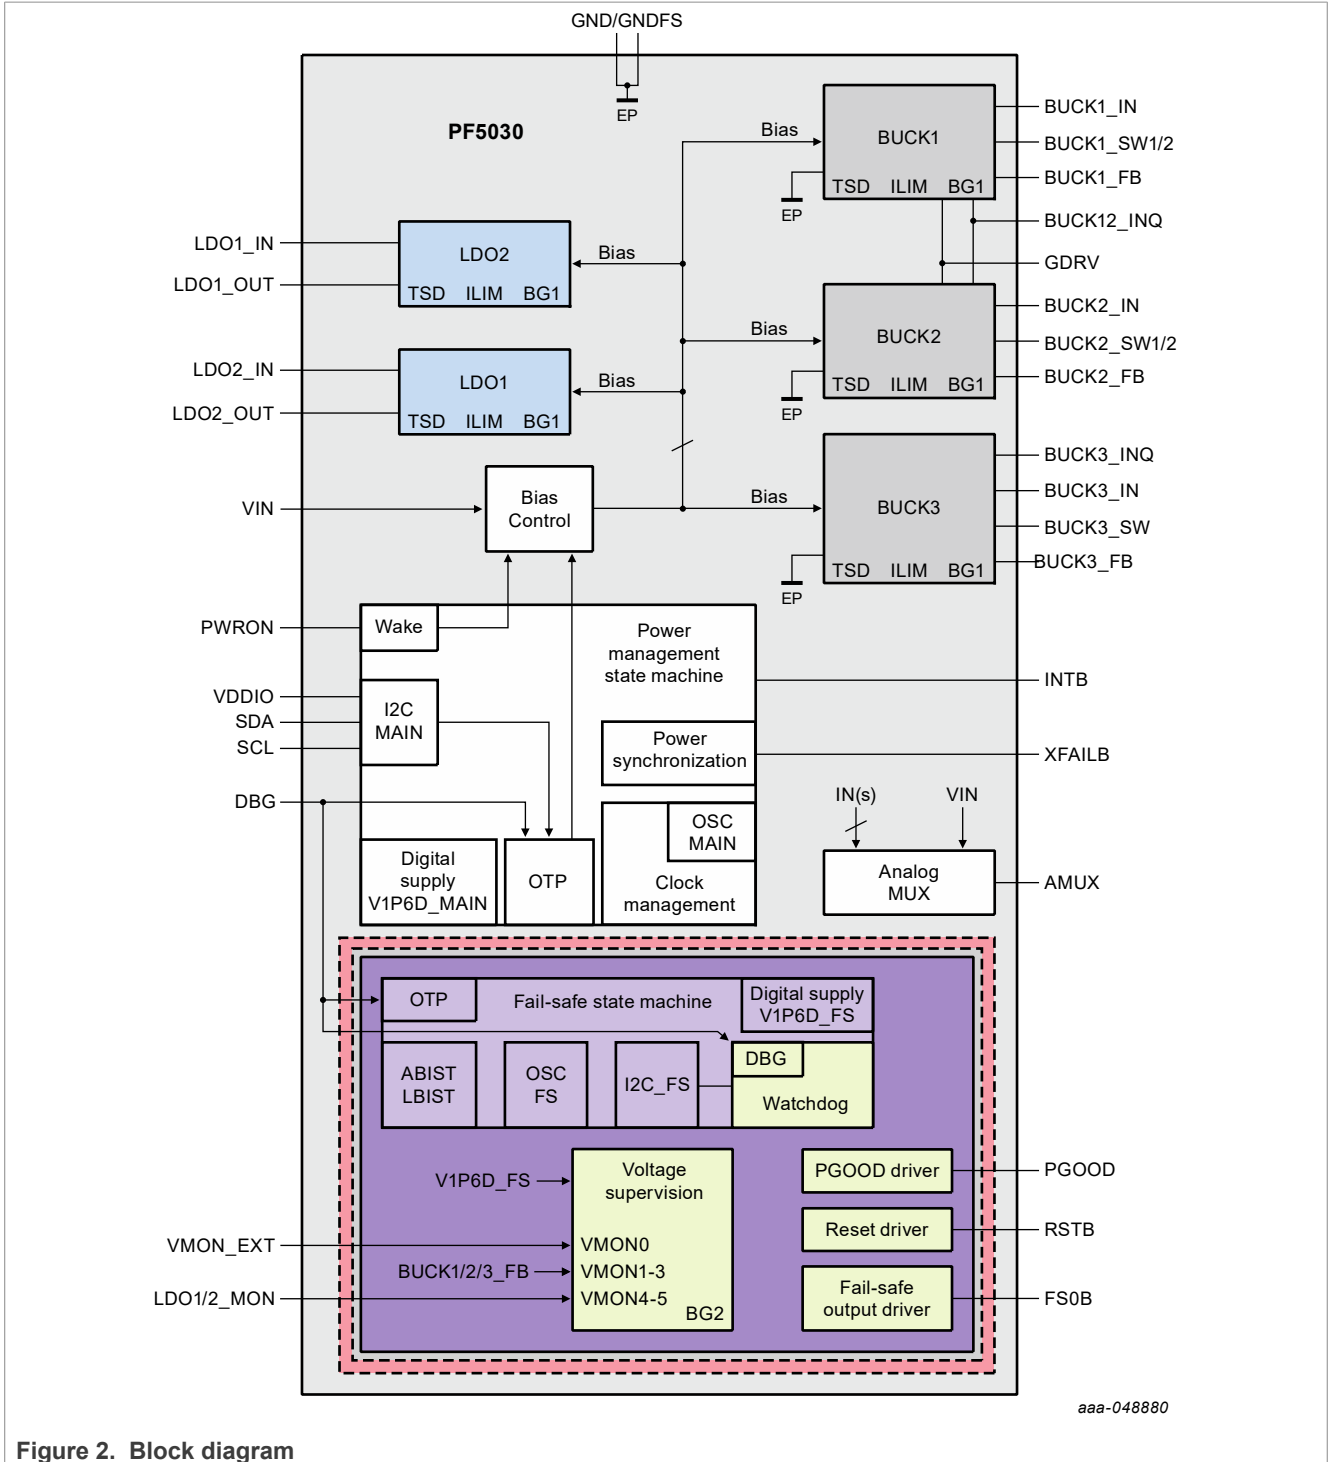 GND/GNDFS
EP
PF5030
Bias
BUCK1
TSD ILIM BG1
EP
BUCK1_IN
BUCK1_SW1/2
BUCK1_FB
BUCK12_INQ
GDRV
LDO1_IN
LDO1_OUT
LDO2
TSD ILIM BG1
Bias
Bias
BUCK2
TSD ILIM BG1
EP
BUCK2_IN
BUCK2_SW1/2
BUCK2_FB
LDO2_IN
LDO2_OUT
LDO1
TSD ILIM BG1
Bias
VIN
Bias
Control
Bias
BUCK3
TSD ILIM BG1
EP
BUCK3_INQ
BUCK3_IN
BUCK3_SW
BUCK3_FB
PWRON
Wake
Power
management
state machine
INTB
VDDIO
SDA
SCL
I2C
MAIN
Power
synchronization
XFAILB
DBG
OSC
MAIN
Clock
management
Digital
supply
V1P6D_MAIN
OTP
IN(s)
VIN
Analog
MUX
AMUX
OTP
Fail-safe state machine
Digital supply
V1P6D_FS
ABIST
LBIST
OSC
FS
I2C_FS
DBG
Watchdog
V1P6D_FS
Voltage
supervision
VMON_EXT
VMON0
BUCK1/2/3_FB
VMON1-3
LDO1/2_MON
VMON4-5
BG2
PGOOD driver
PGOOD
Reset driver
RSTB
Fail-safe
output driver
FS0B
aaa-048880
Figure 2. Block diagram